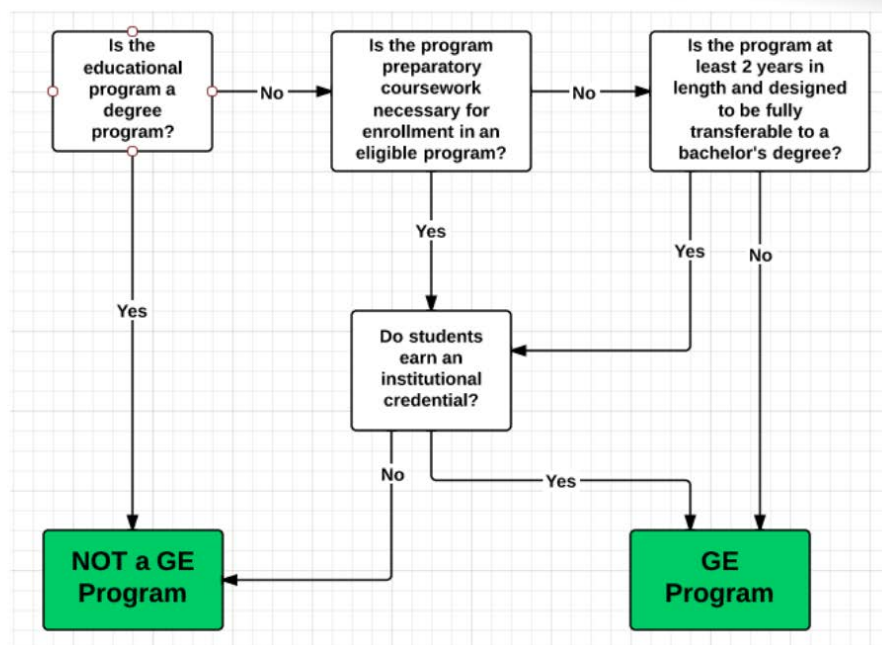 Is the
educational
program a
degree
program?
No
Is the program
preparatory
coursework
necessary for
enrollment in an
eligible program?
No
Is the program at
least 2 years in
length and designed
to be fully
transferable to a
bachelor's degree?
Yes
Yes
No
Yes
Do students
earn an
institutional
credential?
No
Yes
NOT a GE
Program
GE
Program